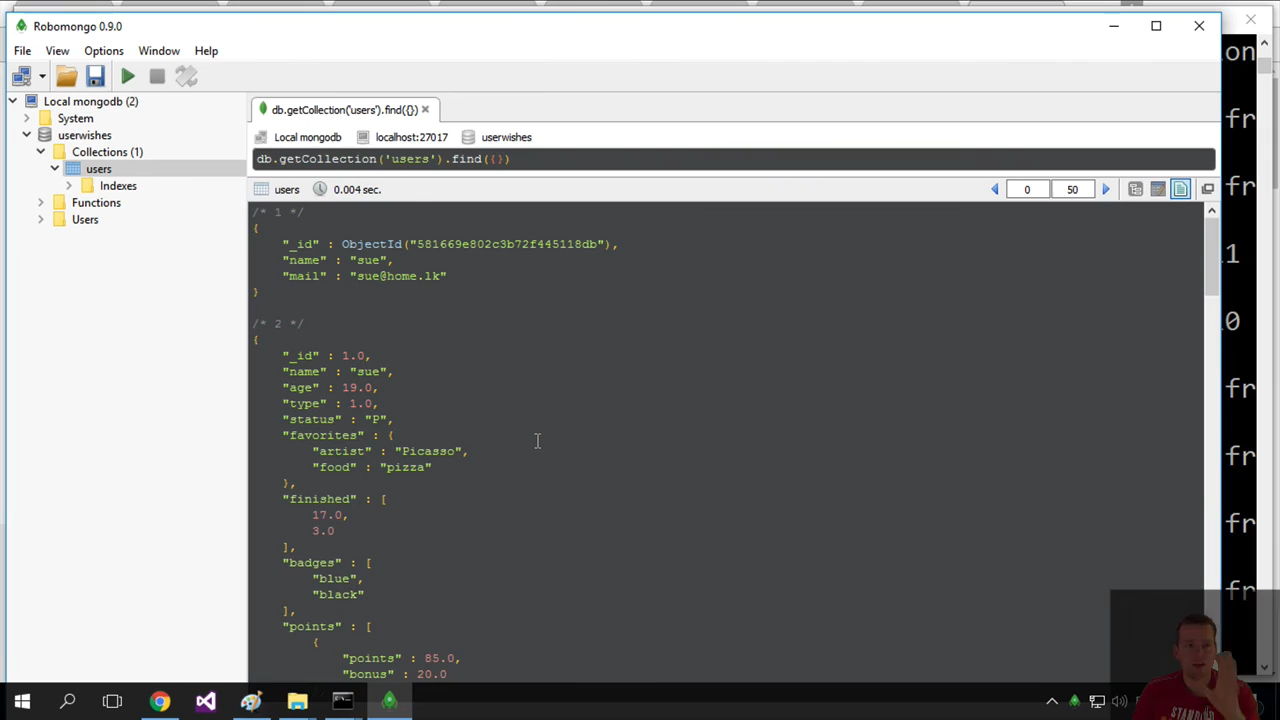 Robomongo 0.9.0
File View Options Window Help
Local mongodb (2)
System
userwishes
Collections (1)
users
Indexes
Functions
Users
db.getCollection('users').find({})
Local mongodb localhost:27017 userwishes
db.getCollection('users').find({})
users 0.004 sec. 0 50
/* 1 */
{
"_id" : ObjectId("581669e802c3b72f445118db"),
"name" : "sue",
"mail" : "sue@home.lk"
}
/* 2 */
{
"_id" : 1.0,
"name" : "sue",
"age" : 19.0,
"type" : 1.0,
"status" : "P",
"favorites" : {
"artist" : "Picasso",
"food" : "pizza"
},
"finished" : [
17.0,
3.0
],
"badges" : [
"blue",
"black"
],
"points" : [
{
"points" : 85.0,
"bonus" : 20.0
on
fr
fr
1
0
fr
fr
fr
fr